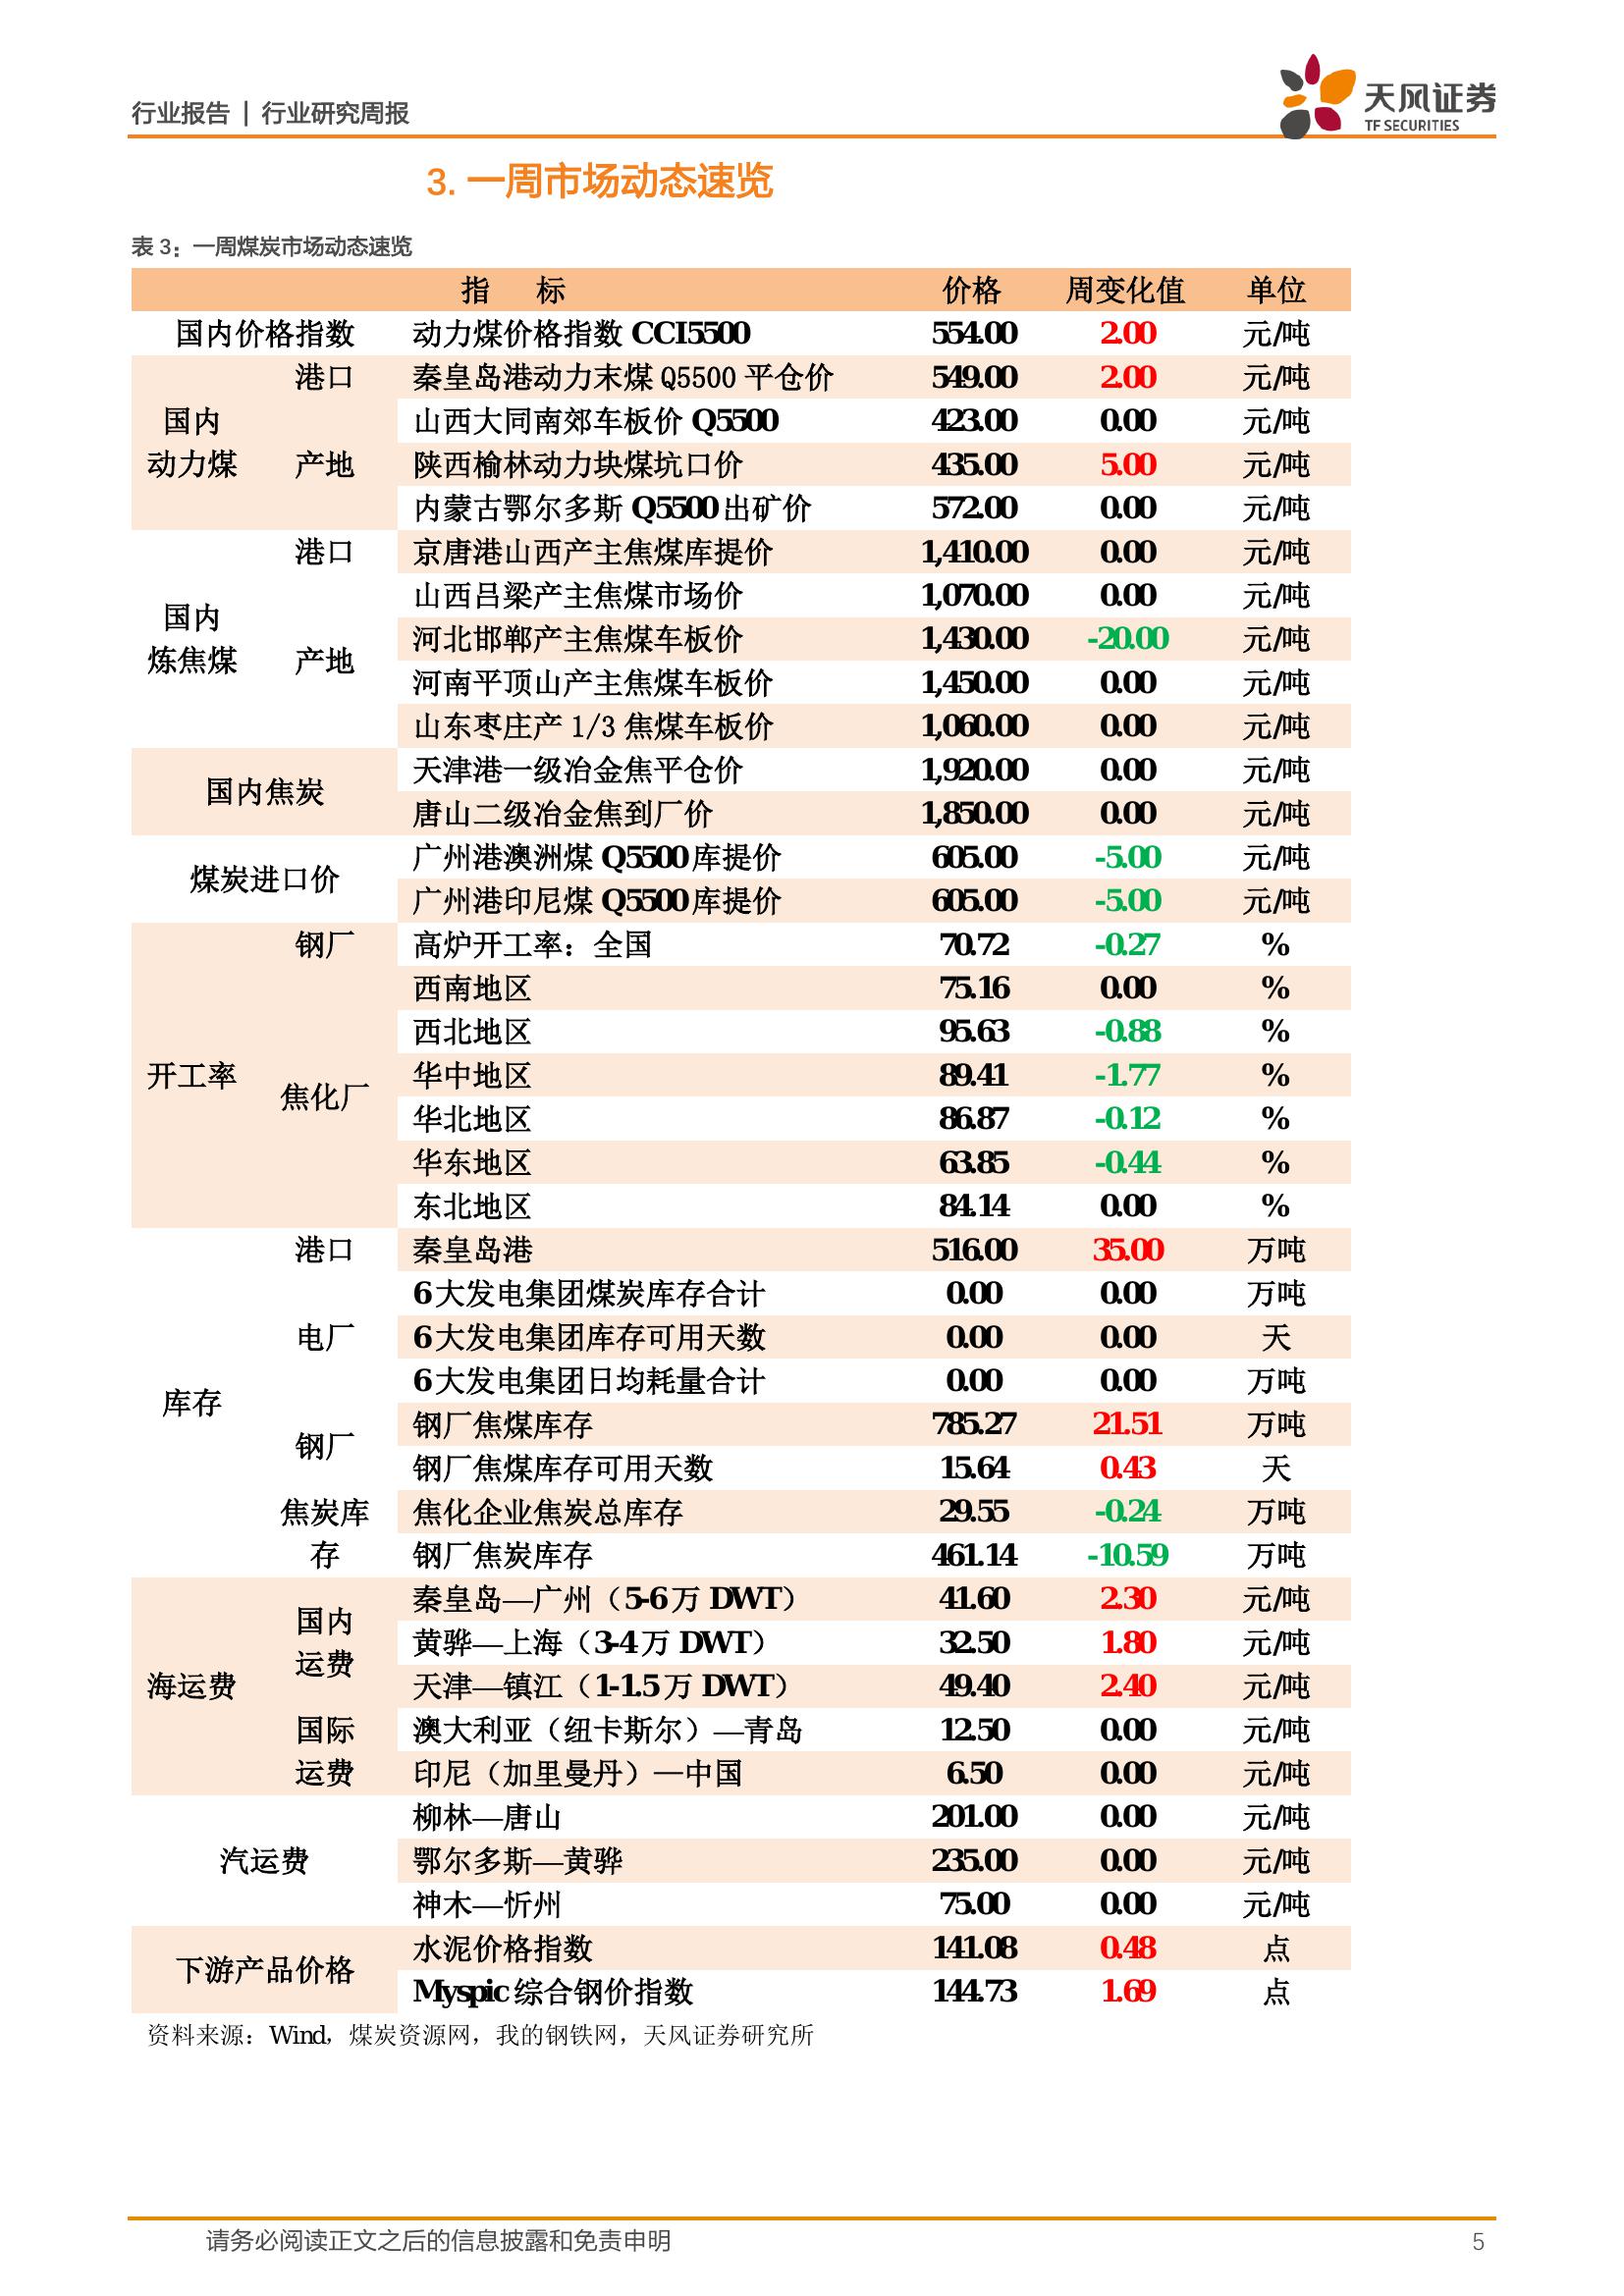 行业报告 | 行业研究周报
天风证券
TF SECURITIES
3. 一周市场动态速览
表 3：一周煤炭市场动态速览
指 标 价格 周变化值 单位
国内价格指数 动力煤价格指数 CCI5500 554.00 2.00 元/吨
港口 秦皇岛港动力末煤 Q5500 平仓价 549.00 2.00 元/吨
国内 山西大同南郊车板价 Q5500 423.00 0.00 元/吨
动力煤 产地 陕西榆林动力块煤坑口价 435.00 5.00 元/吨
内蒙古鄂尔多斯 Q5500 出矿价 572.00 0.00 元/吨
港口 京唐港山西产主焦煤库提价 1,410.00 0.00 元/吨
国内 山西吕梁产主焦煤市场价 1,070.00 0.00 元/吨
炼焦煤 产地 河北邯郸产主焦煤车板价 1,430.00 -20.00 元/吨
河南平顶山产主焦煤车板价 1,450.00 0.00 元/吨
山东枣庄产 1/3 焦煤车板价 1,060.00 0.00 元/吨
国内焦炭 天津港一级冶金焦平仓价 1,920.00 0.00 元/吨
唐山二级冶金焦到厂价 1,850.00 0.00 元/吨
煤炭进口价 广州港澳洲煤 Q5500 库提价 605.00 -5.00 元/吨
广州港印尼煤 Q5500 库提价 605.00 -5.00 元/吨
钢厂 高炉开工率：全国 70.72 -0.27 %
西南地区 75.16 0.00 %
西北地区 95.63 -0.88 %
开工率 焦化厂 华中地区 89.41 -1.77 %
华北地区 86.87 -0.12 %
华东地区 63.85 -0.44 %
东北地区 84.14 0.00 %
港口 秦皇岛港 516.00 35.00 万吨
6 大发电集团煤炭库存合计 0.00 0.00 万吨
电厂 6 大发电集团库存可用天数 0.00 0.00 天
6 大发电集团日均耗量合计 0.00 0.00 万吨
库存 钢厂 钢厂焦煤库存 785.27 21.51 万吨
钢厂焦煤库存可用天数 15.64 0.43 天
焦炭库 焦化企业焦炭总库存 29.55 -0.24 万吨
存 钢厂焦炭库存 461.14 -10.59 万吨
国内 秦皇岛—广州（5-6 万 DWT） 41.60 2.30 元/吨
运费 黄骅—上海（3-4 万 DWT） 32.50 1.80 元/吨
海运费 天津—镇江（1-1.5 万 DWT） 49.40 2.40 元/吨
国际 澳大利亚（纽卡斯尔）—青岛 12.50 0.00 元/吨
运费 印尼（加里曼丹）—中国 6.50 0.00 元/吨
柳林—唐山 201.00 0.00 元/吨
汽运费 鄂尔多斯—黄骅 235.00 0.00 元/吨
神木—忻州 75.00 0.00 元/吨
下游产品价格 水泥价格指数 141.08 0.48 点
Myspic 综合钢价指数 144.73 1.69 点
资料来源：Wind，煤炭资源网，我的钢铁网，天风证券研究所
请务必阅读正文之后的信息披露和免责申明 5